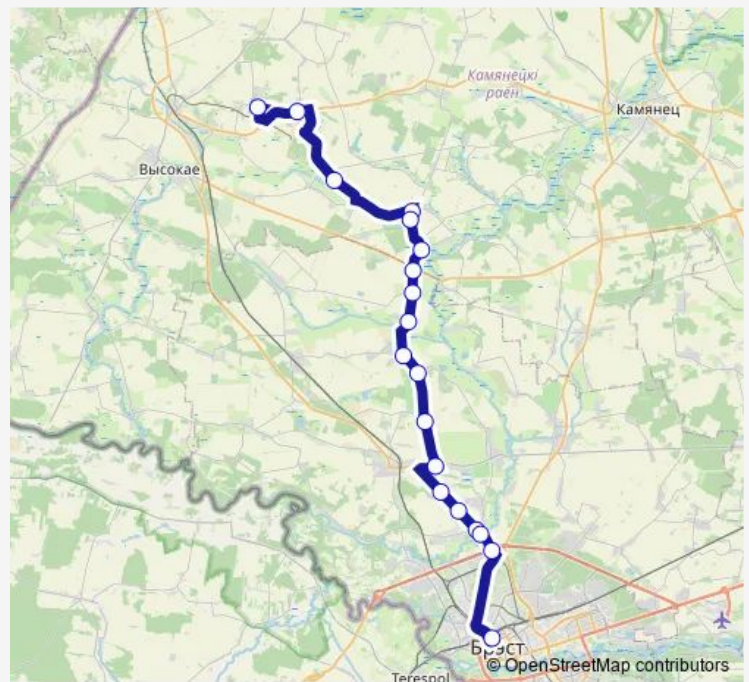 Камянецкі
раён
Камянец
Высокае
Брэст
© OpenStreetMap contributors
Terespol